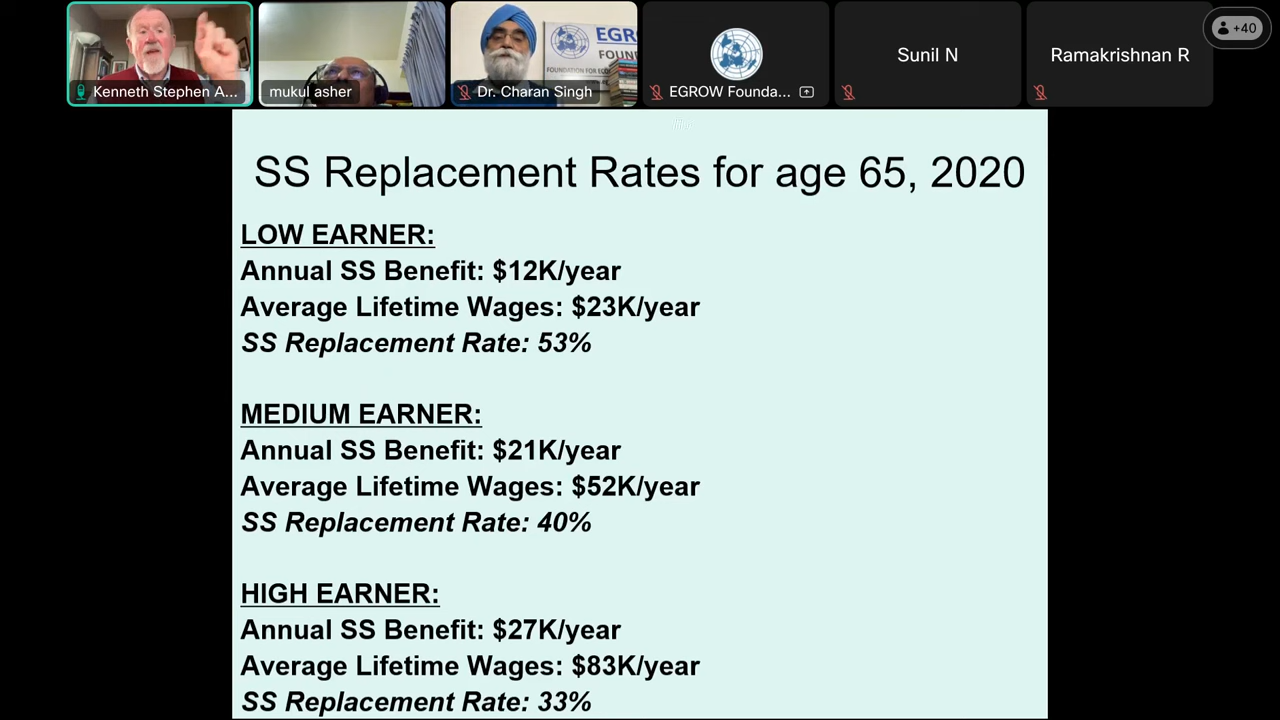 Kenneth Stephen A...
mukul asher
EGR
FOUN
Dr. Charan Singh
EGROW Founda...
Sunil N
Ramakrishnan R
+40
SS Replacement Rates for age 65, 2020
LOW EARNER:
Annual SS Benefit: $12K/year
Average Lifetime Wages: $23K/year
SS Replacement Rate: 53%
MEDIUM EARNER:
Annual SS Benefit: $21K/year
Average Lifetime Wages: $52K/year
SS Replacement Rate: 40%
HIGH EARNER:
Annual SS Benefit: $27K/year
Average Lifetime Wages: $83K/year
SS Replacement Rate: 33%